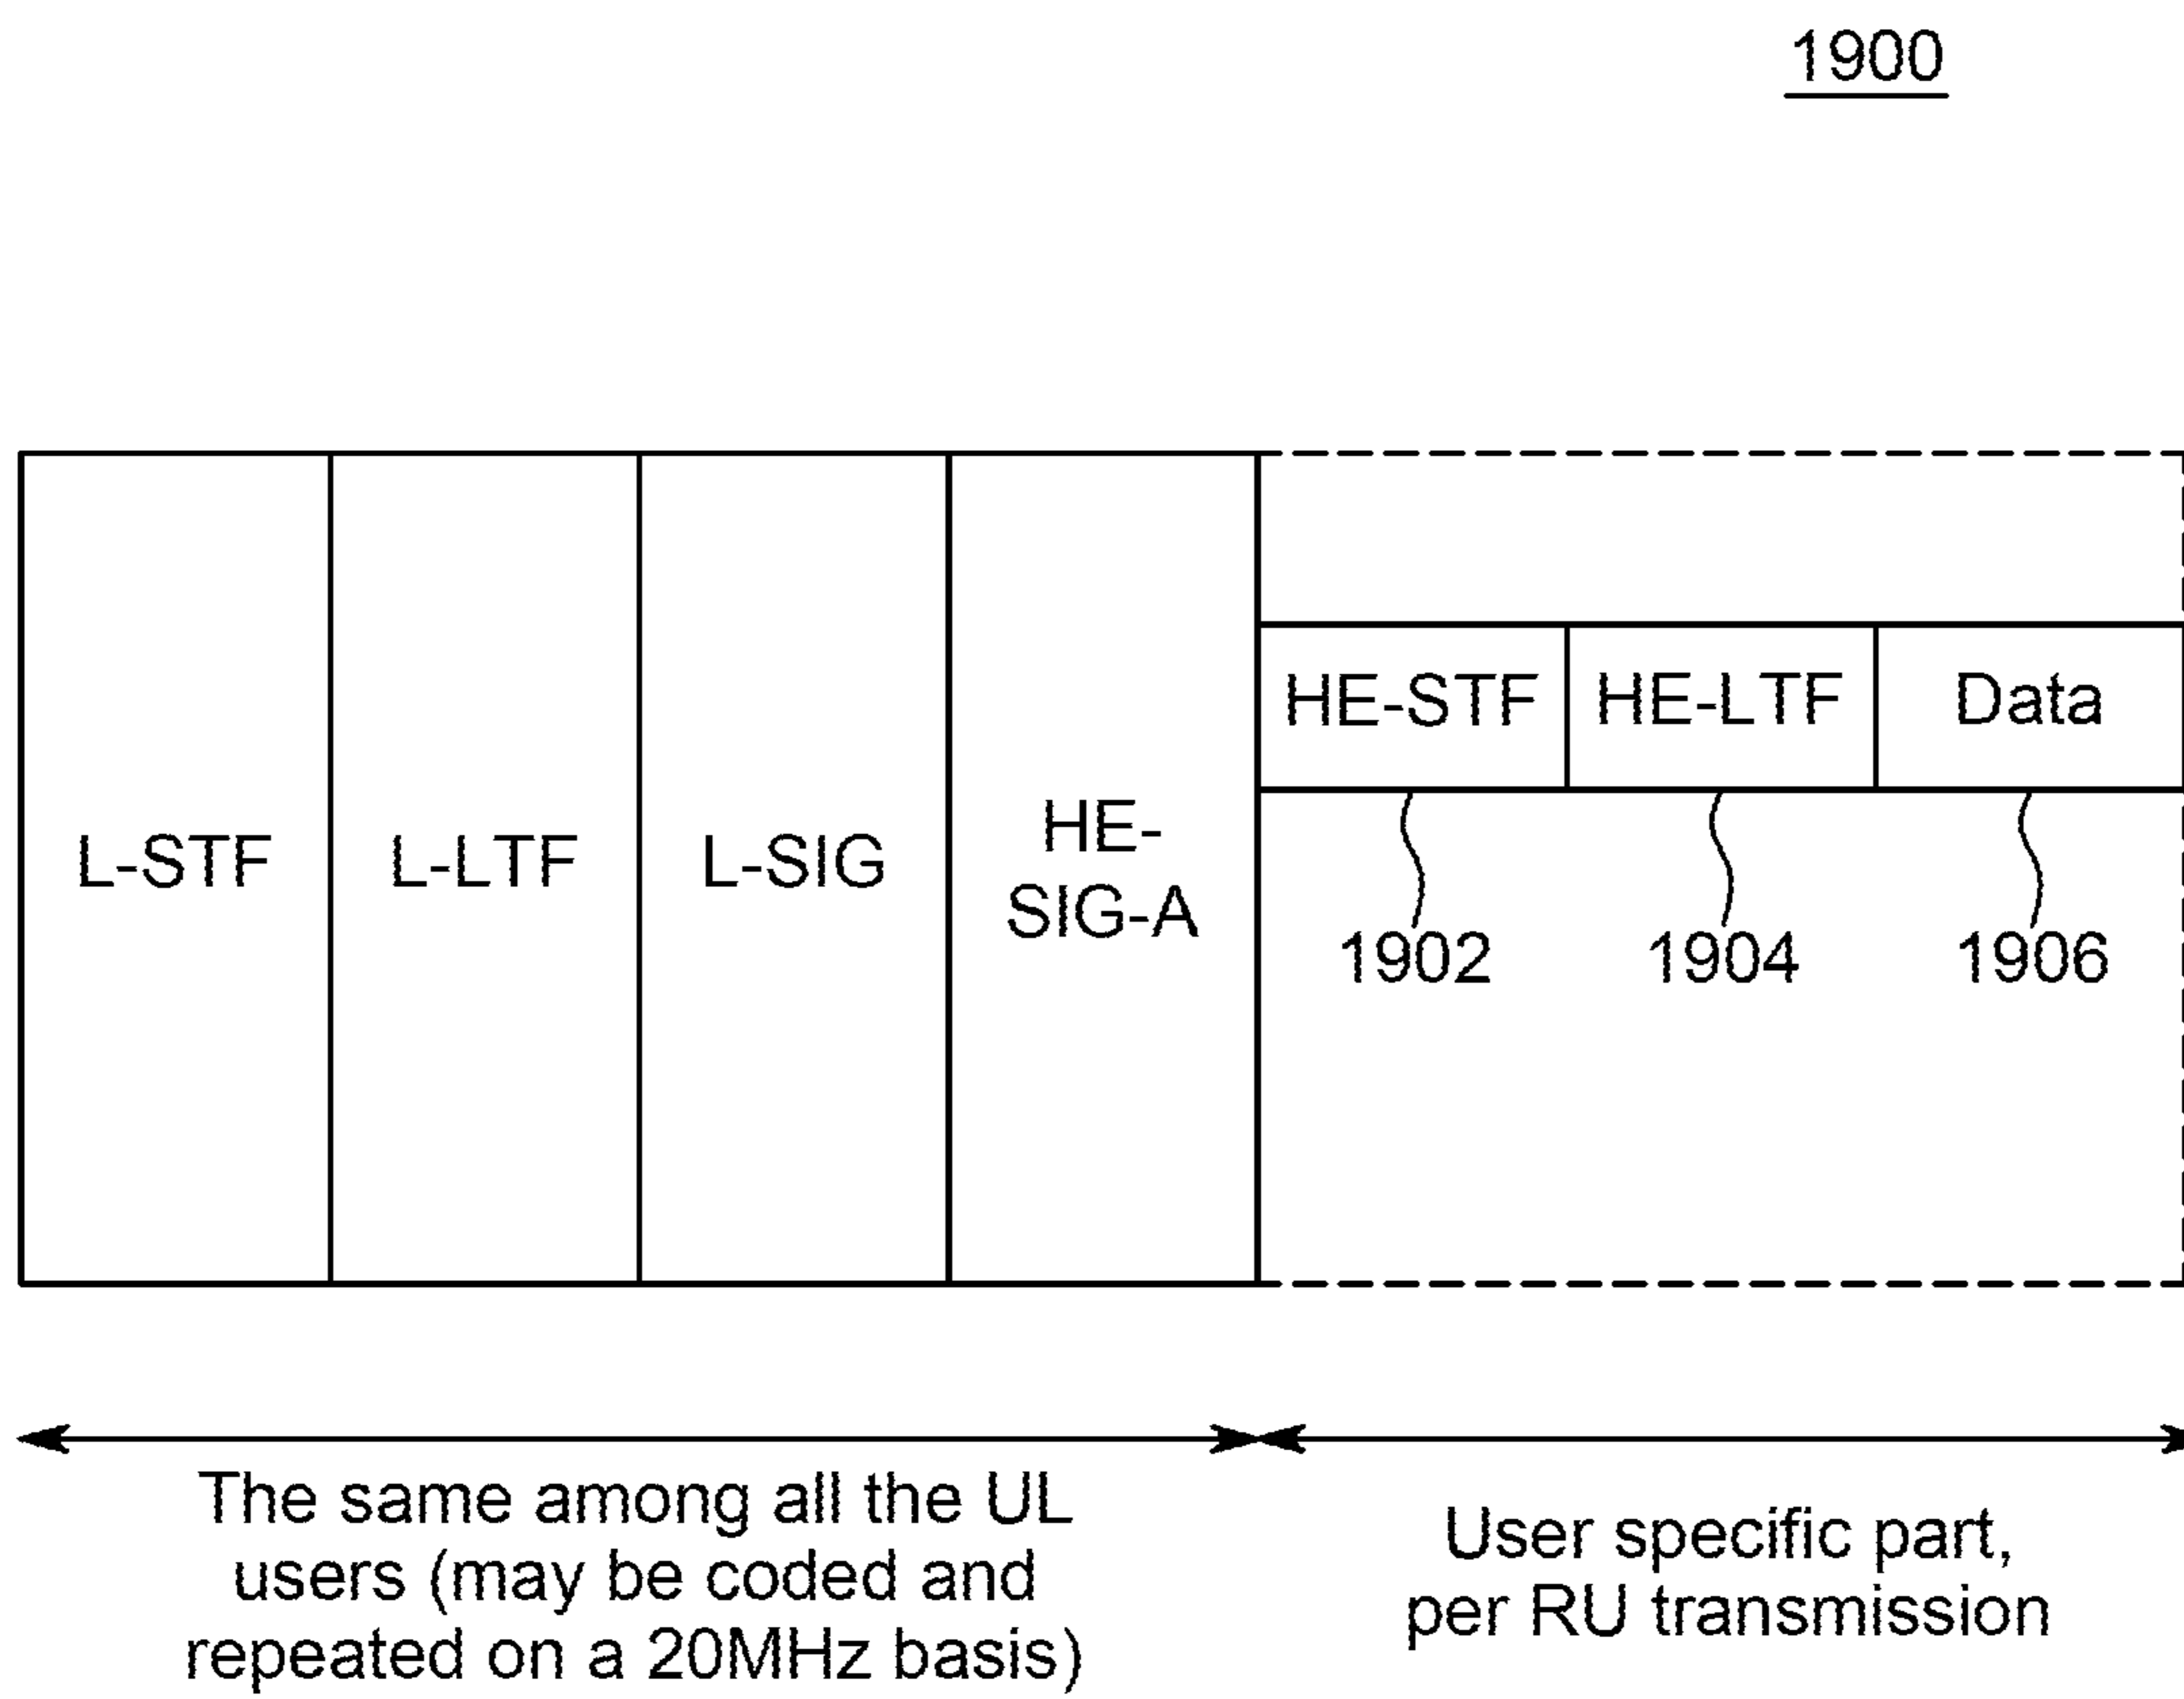 1900
L-STF
L-LTF
L-SIG
HE-
SIG-A
HE-STF
HE-LTF
Data
1902
1904
1906
The same among all the UL
users (may be coded and
repeated on a 20MHz basis)
User specific part,
per RU transmission